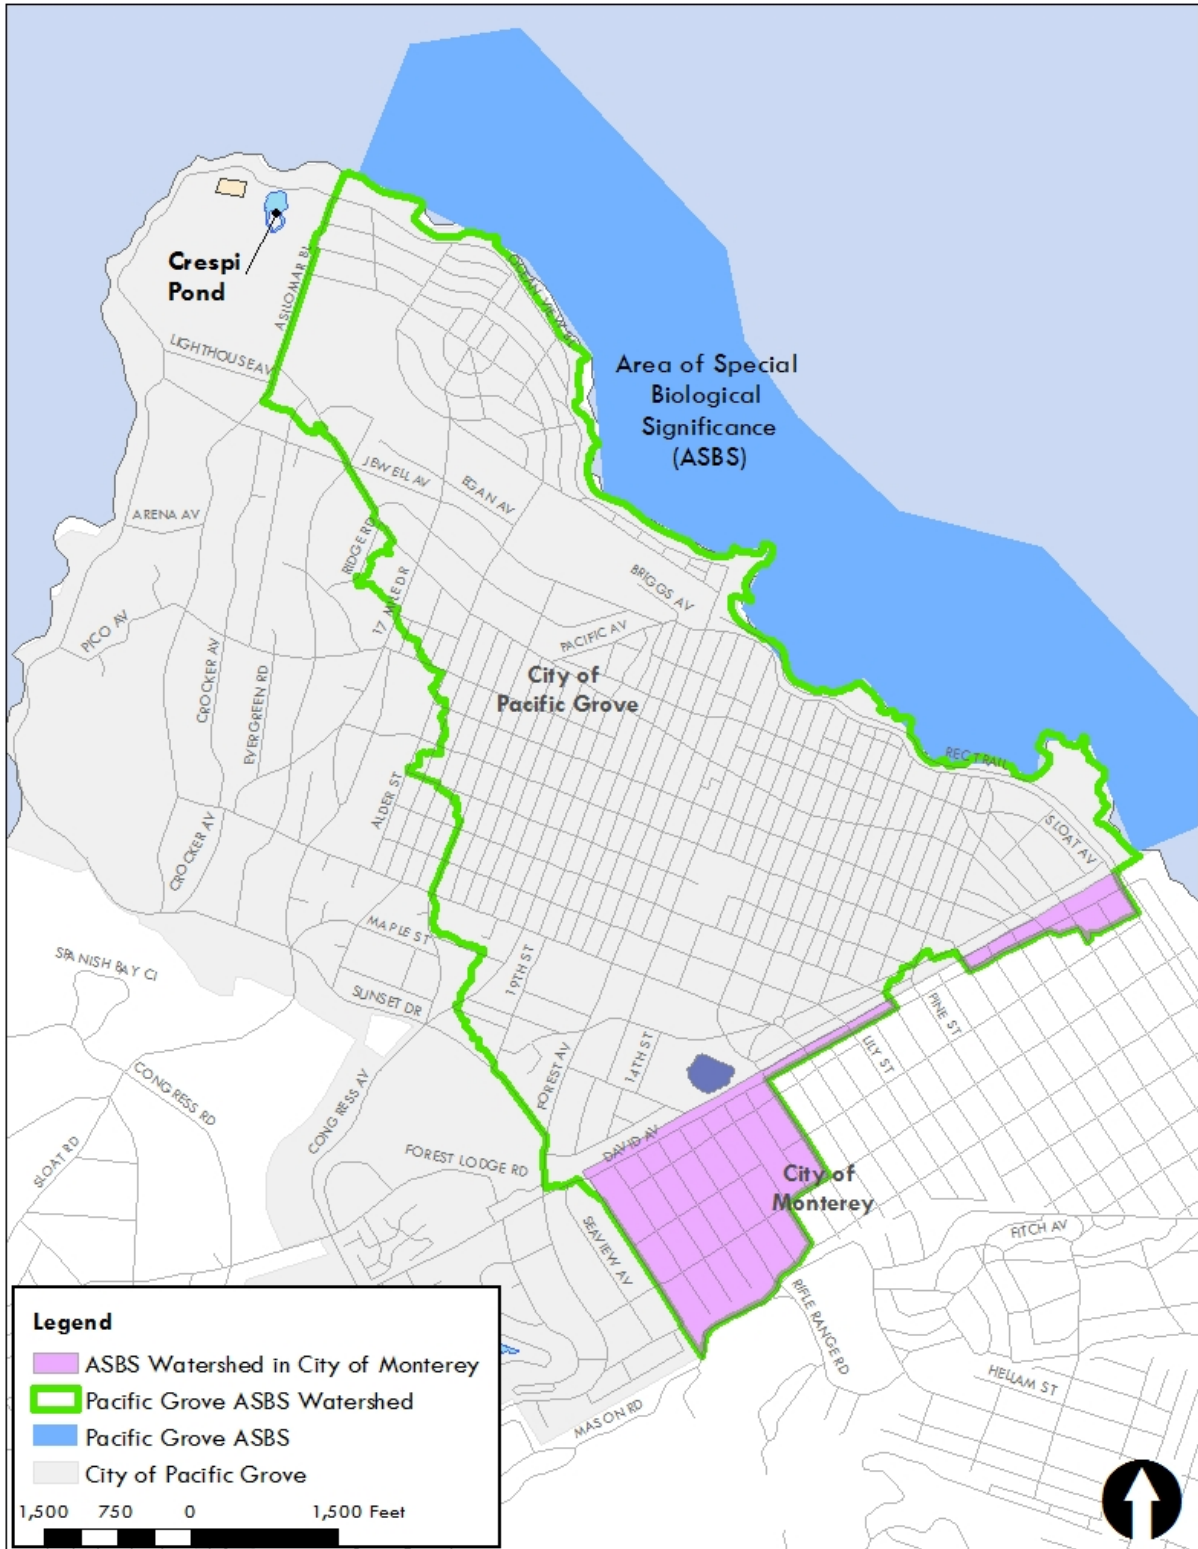 Crespi
Pond
ASILOMAR BL
LIGHTHOUSE AV
OCEAN VIEW BL
Area of Special
Biological
Significance
(ASBS)
JEWELL AV
EGAN AV
ARENA AV
RIDGE RD
17 MILE DR
BRIGGS AV
PICO AV
PACIFIC AV
CROCKER AV
EVERGREEN RD
City of
Pacific Grove
REC TRAIL
ALDER ST
CROCKER AV
SLOAT AV
MAPLE ST
19TH ST
SPANISH BAY CI
SUNSET DR
PINE ST
LILY ST
14TH ST
FOREST AV
CONGRESS RD
CONGRESS AV
SLOAT RD
FOREST LODGE RD
DAVID AV
City of
Monterey
SEAVIEW AV
FITCH AV
RIFLE RANGE RD
HELLAM ST
MASON RD
Legend
ASBS Watershed in City of Monterey
Pacific Grove ASBS Watershed
Pacific Grove ASBS
City of Pacific Grove
1,500 750 0 1,500 Feet